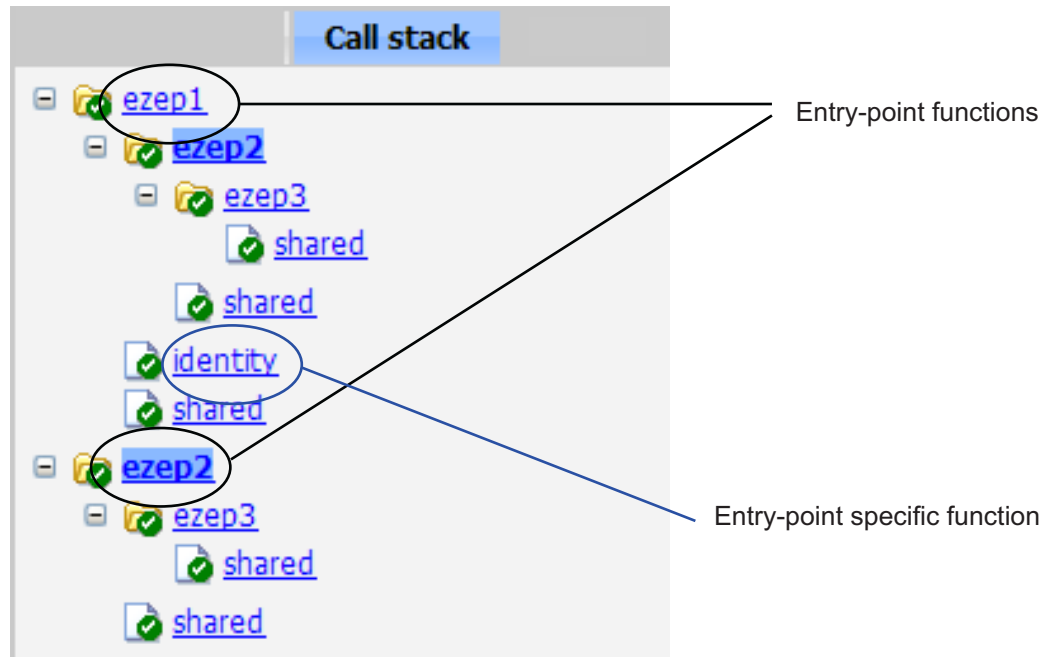 Call stack
ezep1
Entry-point functions
ezep2
ezep3
shared
shared
identity
shared
ezep2
ezep3
Entry-point specific function
shared
shared